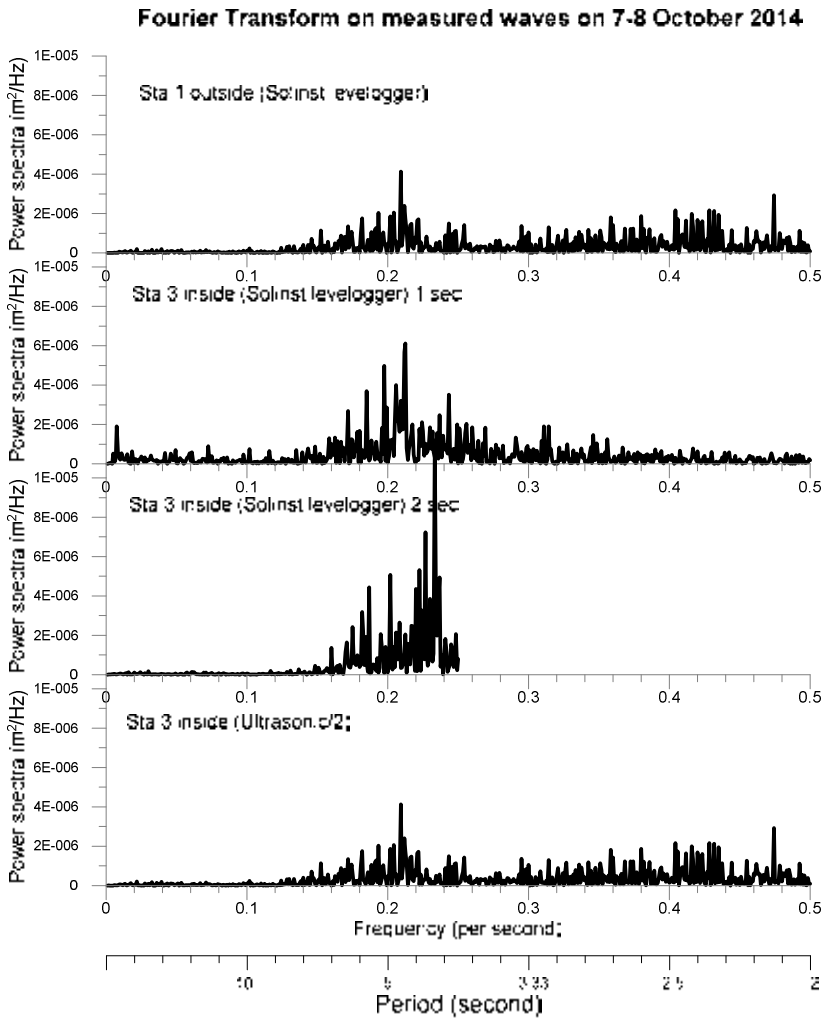 Fourier Transform on measured waves on 7-8 October 2014
1E-005
8E-006
6E-006
4E-006
2E-006
0
Power spectra (m²/Hz)
Sta 1 outside (Solinst levelogger)
0 0.1 0.2 0.3 0.4 0.5
1E-005
8E-006
6E-006
4E-006
2E-006
0
Power spectra (m²/Hz)
Sta 3 inside (Solinst levelogger) 1 sec
0 0.1 0.2 0.3 0.4 0.5
1E-005
8E-006
6E-006
4E-006
2E-006
0
Power spectra (m²/Hz)
Sta 3 inside (Solinst levelogger) 2 sec
0 0.1 0.2 0.3 0.4 0.5
1E-005
8E-006
6E-006
4E-006
2E-006
0
Power spectra (m²/Hz)
Sta 3 inside (Ultrasonic/2)
0 0.1 0.2 0.3 0.4 0.5
Frequency (per second)
10 5 3.33 2.5 2
Period (second)